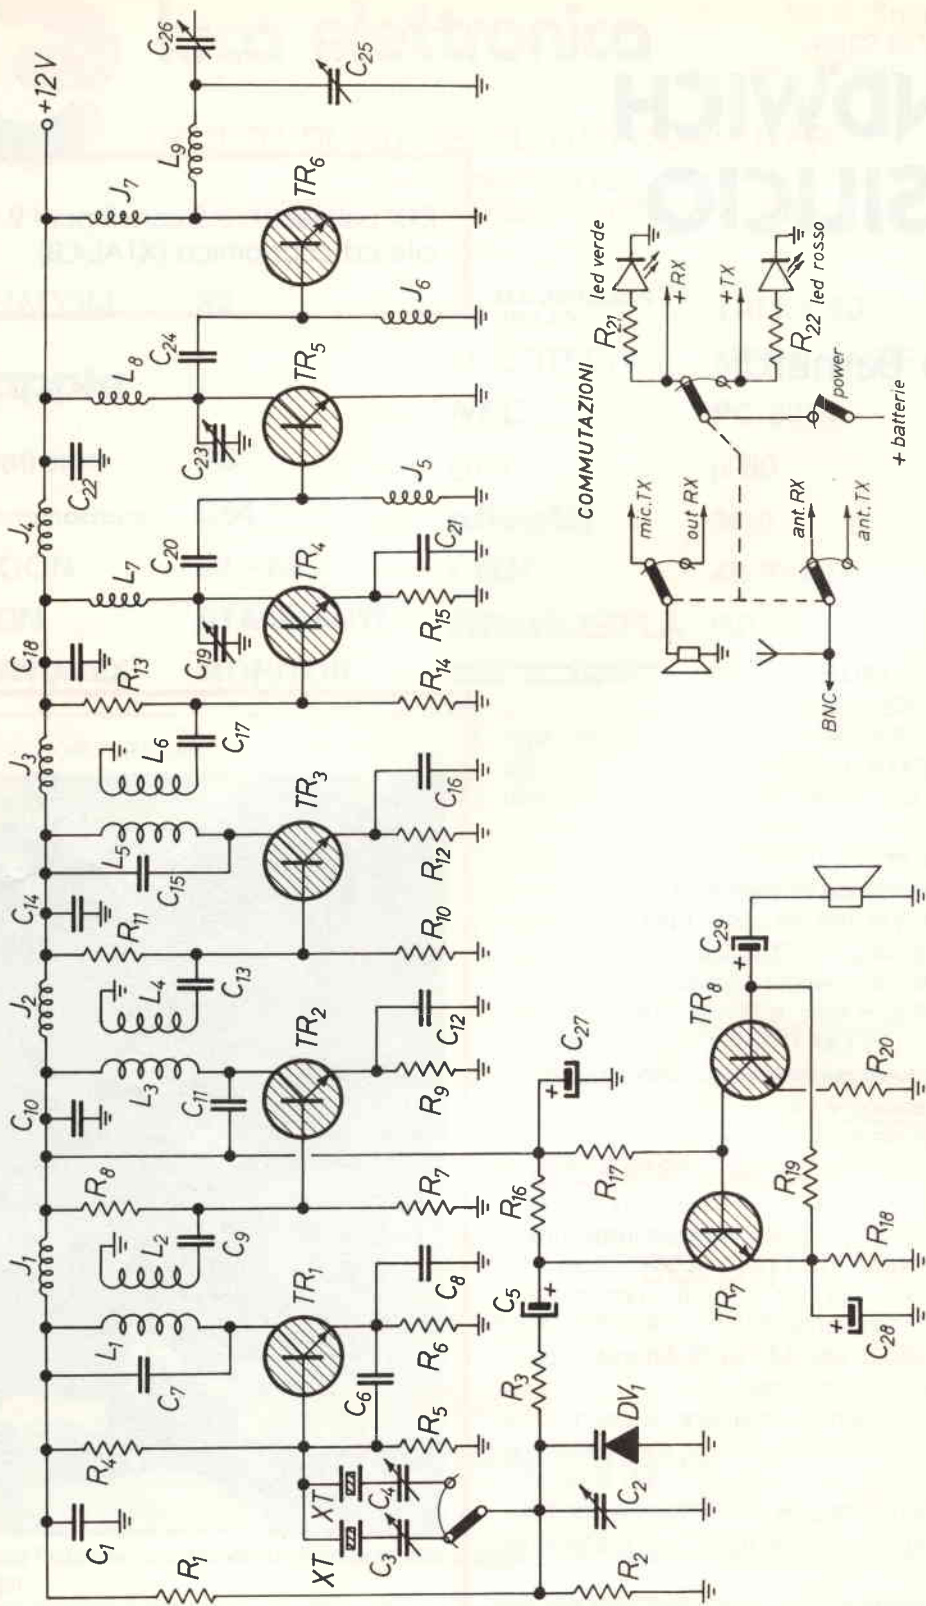 +12V
J1
J2
J3
J4
J7
C26
C25
L9
TR6
J6
C24
L8
TR5
C23
C22
J5
C20
L7
TR4
C21
R15
C19
C18
R13
R14
C17
L6
TR3
C16
L5
C15
R12
C14
R11
R10
C13
L4
TR2
C12
L3
C11
R9
C10
R8
R7
C9
L2
TR1
C8
L1
C7
C6
R6
R4
R5
XT
C4
XT
C3
C1
R1
R2
C2
DV1
R3
C5
R16
R17
C27
TR7
TR8
C29
R20
R19
R18
C28
COMMUTAZIONI
led verde
R21
+ RX
+ TX
R22
led rosso
power
+ batterie
mic. TX
out RX
ant. RX
ant. TX
BNC